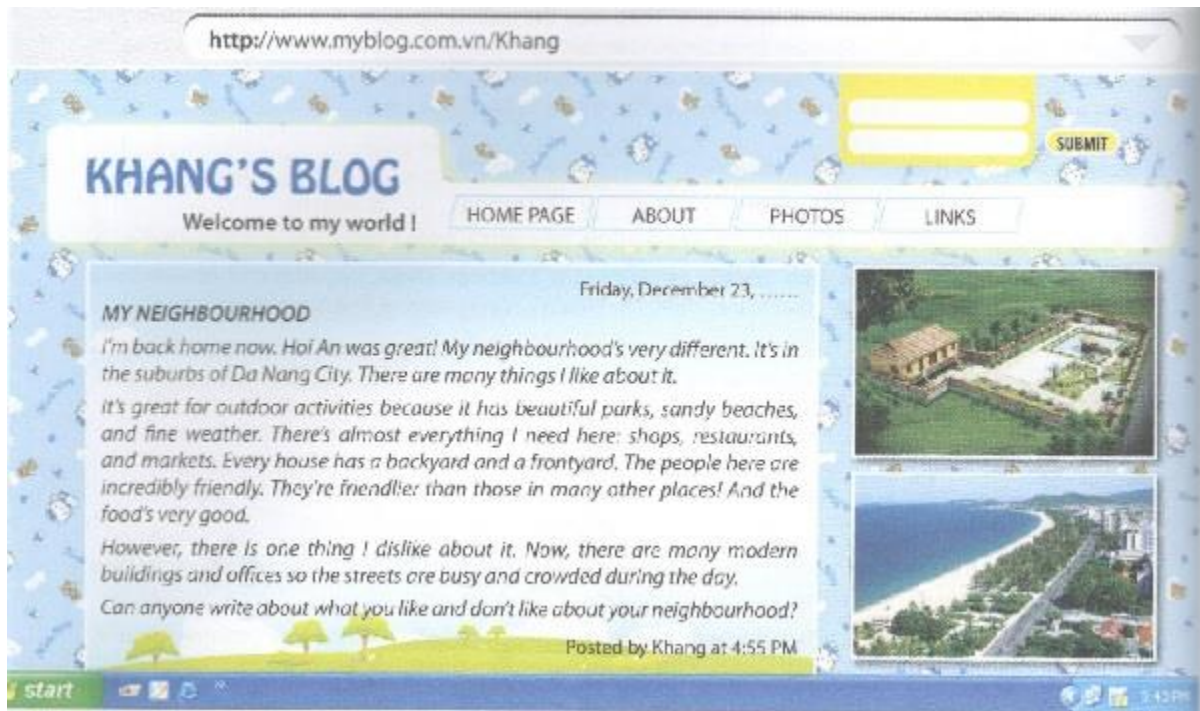 http://www.myblog.com.vn/Khang
SUBMIT
KHANG'S BLOG
Welcome to my world !
HOME PAGE
ABOUT
PHOTOS
LINKS
Friday, December 23, ......
MY NEIGHBOURHOOD
I'm back home now. Hoi An was great! My neighbourhood's very different. It's in
the suburbs of Da Nang City. There are many things I like about it.
It's great for outdoor activities because it has beautiful parks, sandy beaches,
and fine weather. There's almost everything I need here: shops, restaurants,
and markets. Every house has a backyard and a frontyard. The people here are
incredibly friendly. They're friendlier than those in many other places! And the
food's very good.
However, there is one thing I dislike about it. Now, there are many modern
buildings and offices so the streets are busy and crowded during the day.
Can anyone write about what you like and don't like about your neighbourhood?
Posted by Khang at 4:55 PM
start
5:43 PM